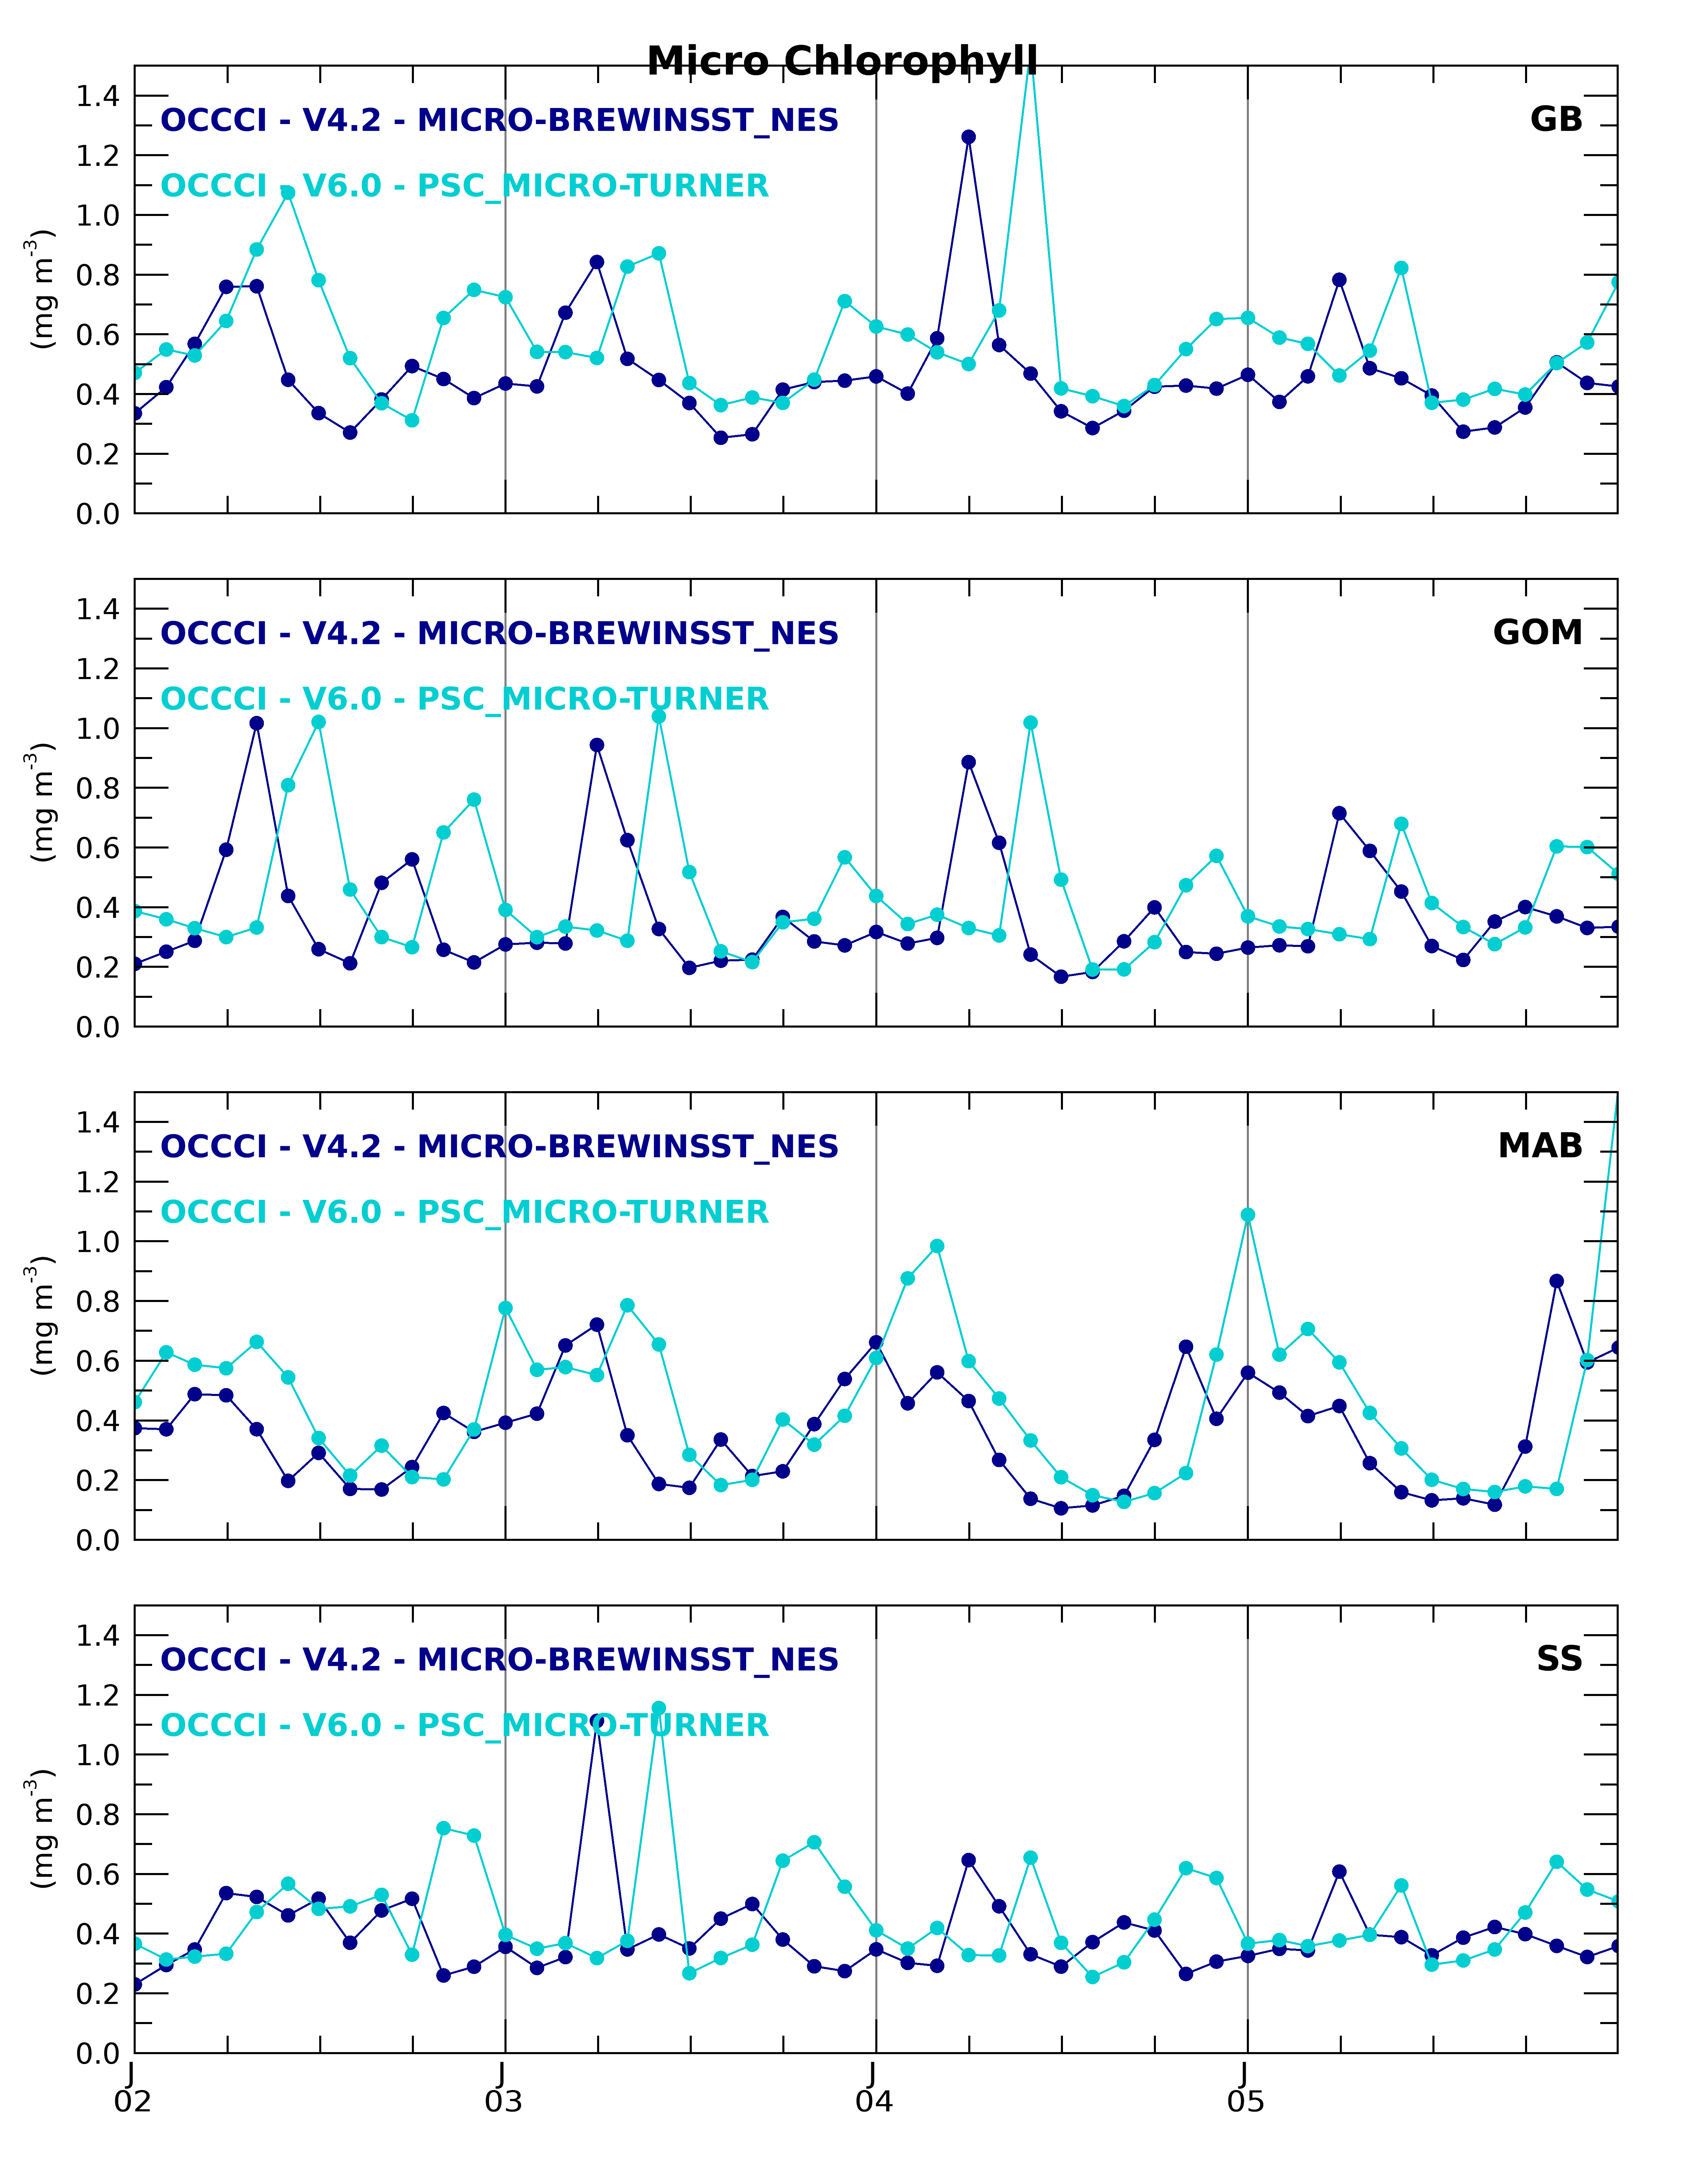 Micro Chlorophyll
1.4
1.2
1.0
0.8
0.6
0.4
0.2
0.0
(mg m-3)
OCCCI - V4.2 - MICRO-BREWINSST_NES
OCCCI - V6.0 - PSC_MICRO-TURNER
GB
1.4
1.2
1.0
0.8
0.6
0.4
0.2
0.0
(mg m-3)
OCCCI - V4.2 - MICRO-BREWINSST_NES
OCCCI - V6.0 - PSC_MICRO-TURNER
GOM
1.4
1.2
1.0
0.8
0.6
0.4
0.2
0.0
(mg m-3)
OCCCI - V4.2 - MICRO-BREWINSST_NES
OCCCI - V6.0 - PSC_MICRO-TURNER
MAB
1.4
1.2
1.0
0.8
0.6
0.4
0.2
0.0
(mg m-3)
OCCCI - V4.2 - MICRO-BREWINSST_NES
OCCCI - V6.0 - PSC_MICRO-TURNER
SS
J J J J
02 03 04 05